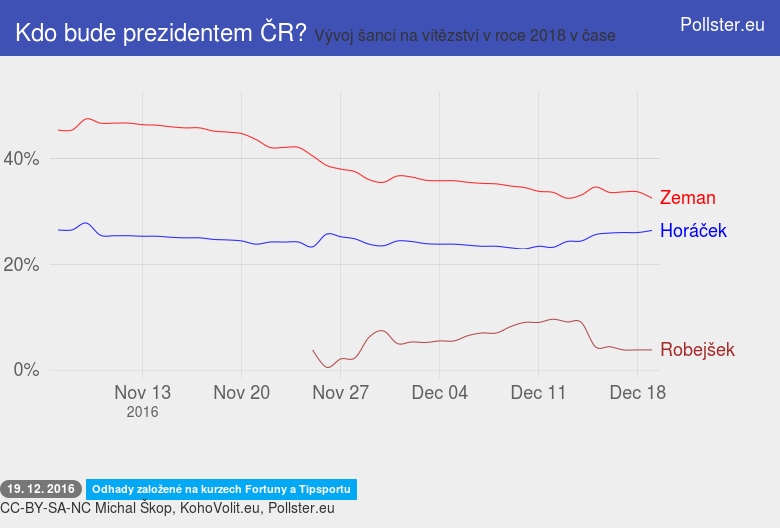 Kdo bude prezidentem ČR? Vývoj šancí na vítězství v roce 2018 v čase
Pollster.eu
40%
20%
0%
Zeman
Horáček
Robejšek
Nov 13 Nov 20 Nov 27 Dec 04 Dec 11 Dec 18
2016
19. 12. 2016 Odhady založené na kurzech Fortuny a Tipsportu
CC-BY-SA-NC Michal Škop, KohoVolit.eu, Pollster.eu